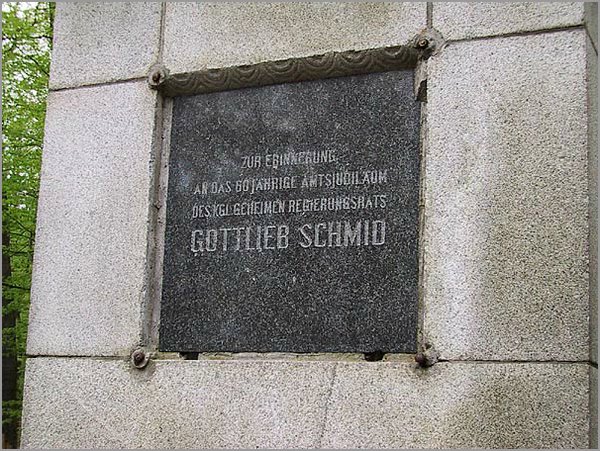 ZUR ERINNERUNG
AN DAS 60JÄHRIGE AMTSJUBILÄUM
DES KGL. GEHEIMEN REGIERUNGSRATS
GOTTLIEB SCHMID